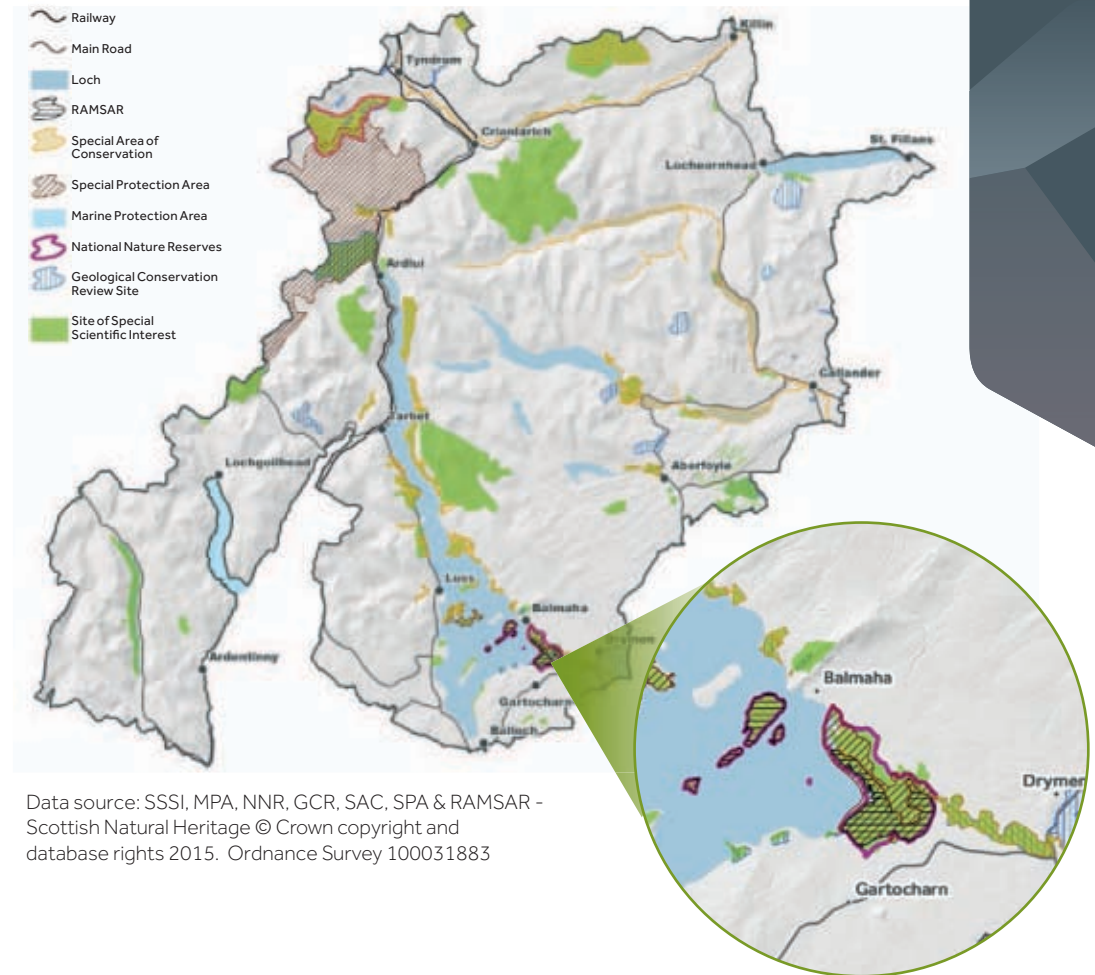 Railway
Main Road
Loch
RAMSAR
Special Area of
Conservation
Special Protection Area
Marine Protection Area
National Nature Reserves
Geological Conservation
Review Site
Site of Special
Scientific Interest
Killin
Tyndrum
Crianlarich
St. Fillans
Lochearnhead
Ardlui
Callander
Tarbet
Lochgoilhead
Aberfoyle
Luss
Balmaha
Drymen
Ardentinny
Gartocharn
Balloch
Balmaha
Drymen
Gartocharn
Data source: SSSI, MPA, NNR, GCR, SAC, SPA & RAMSAR -
Scottish Natural Heritage © Crown copyright and
database rights 2015. Ordnance Survey 100031883